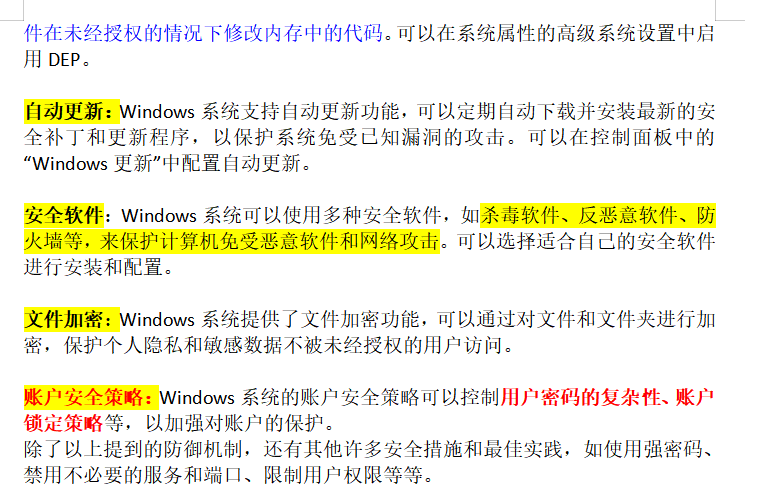 件在未经授权的情况下修改内存中的代码。可以在系统属性的高级系统设置中启
用 DEP。
自动更新：Windows 系统支持自动更新功能，可以定期自动下载并安装最新的安
全补丁和更新程序，以保护系统免受已知漏洞的攻击。可以在控制面板中的
“Windows 更新”中配置自动更新。
安全软件：Windows 系统可以使用多种安全软件，如杀毒软件、反恶意软件、防
火墙等，来保护计算机免受恶意软件和网络攻击。可以选择适合自己的安全软件
进行安装和配置。
文件加密：Windows 系统提供了文件加密功能，可以通过对文件和文件夹进行加
密，保护个人隐私和敏感数据不被未经授权的用户访问。
账户安全策略：Windows 系统的账户安全策略可以控制用户密码的复杂性、账户
锁定策略等，以加强对账户的保护。
除了以上提到的防御机制，还有其他许多安全措施和最佳实践，如使用强密码、
禁用不必要的服务和端口、限制用户权限等等。